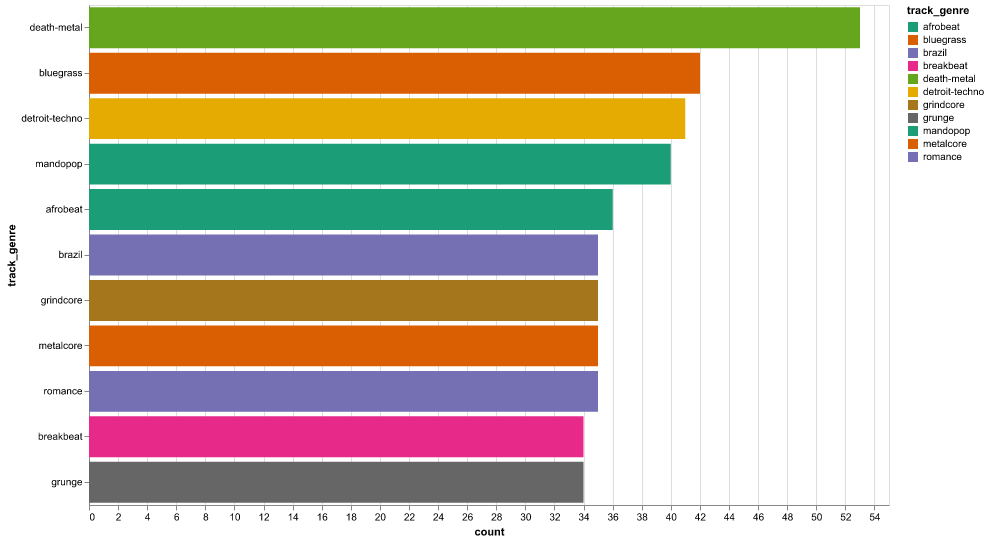 track_genre
death-metal
bluegrass
detroit-techno
mandopop
afrobeat
brazil
grindcore
metalcore
romance
breakbeat
grunge
0 2 4 6 8 10 12 14 16 18 20 22 24 26 28 30 32 34 36 38 40 42 44 46 48 50 52 54
count
track_genre
afrobeat
bluegrass
brazil
breakbeat
death-metal
detroit-techno
grindcore
grunge
mandopop
metalcore
romance